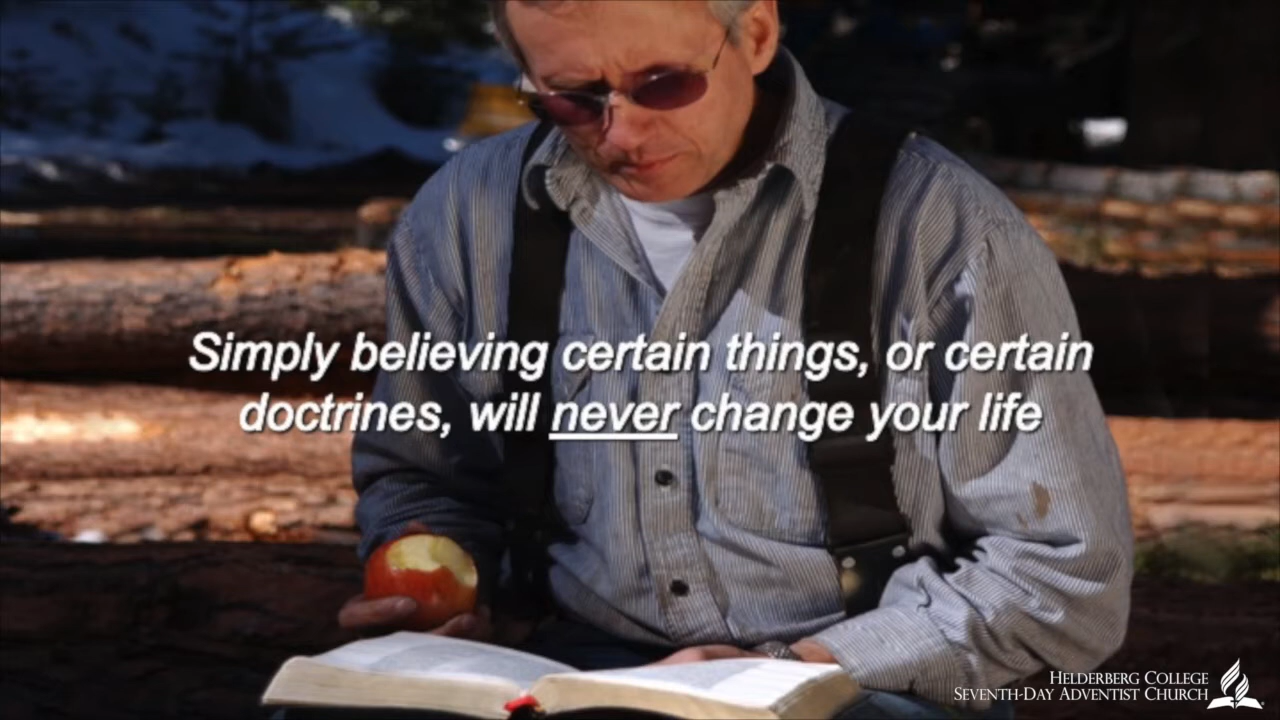 Simply believing certain things, or certain
doctrines, will never change your life
Helderberg College
Seventh-Day Adventist Church